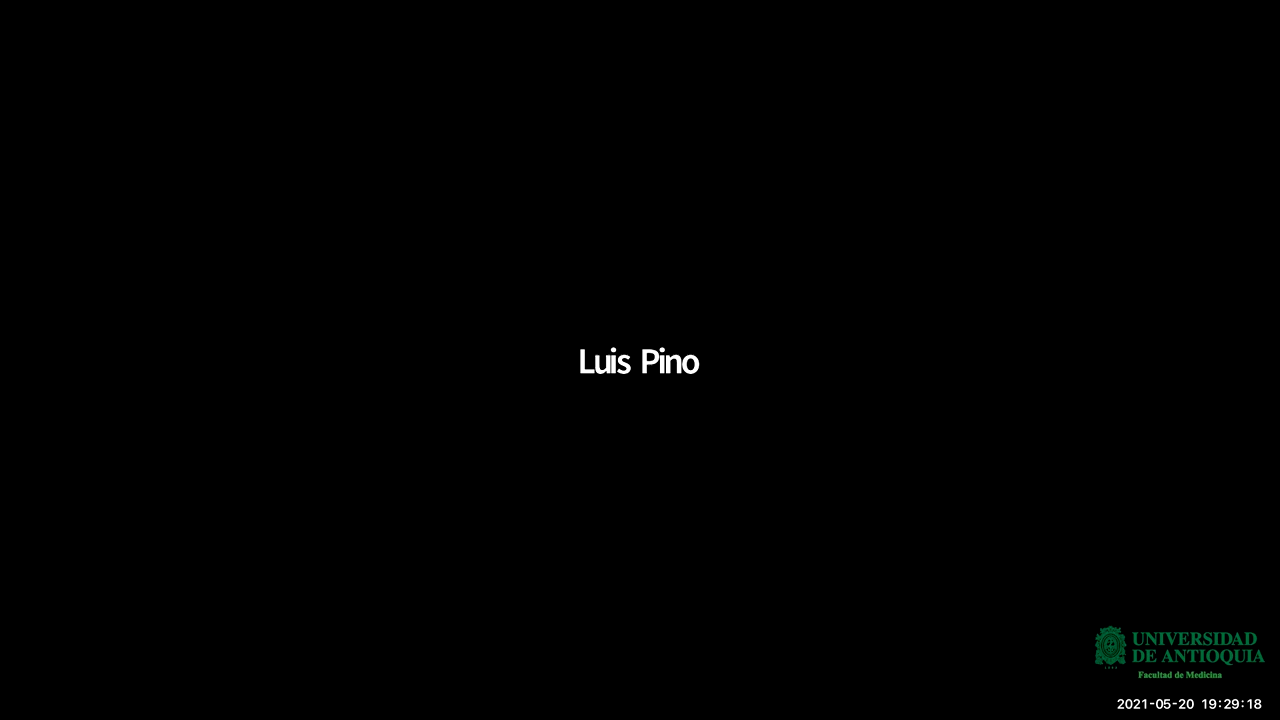 Luis Pino
UNIVERSIDAD
DE ANTIOQUIA
Facultad de Medicina
2021-05-20 19:29:18